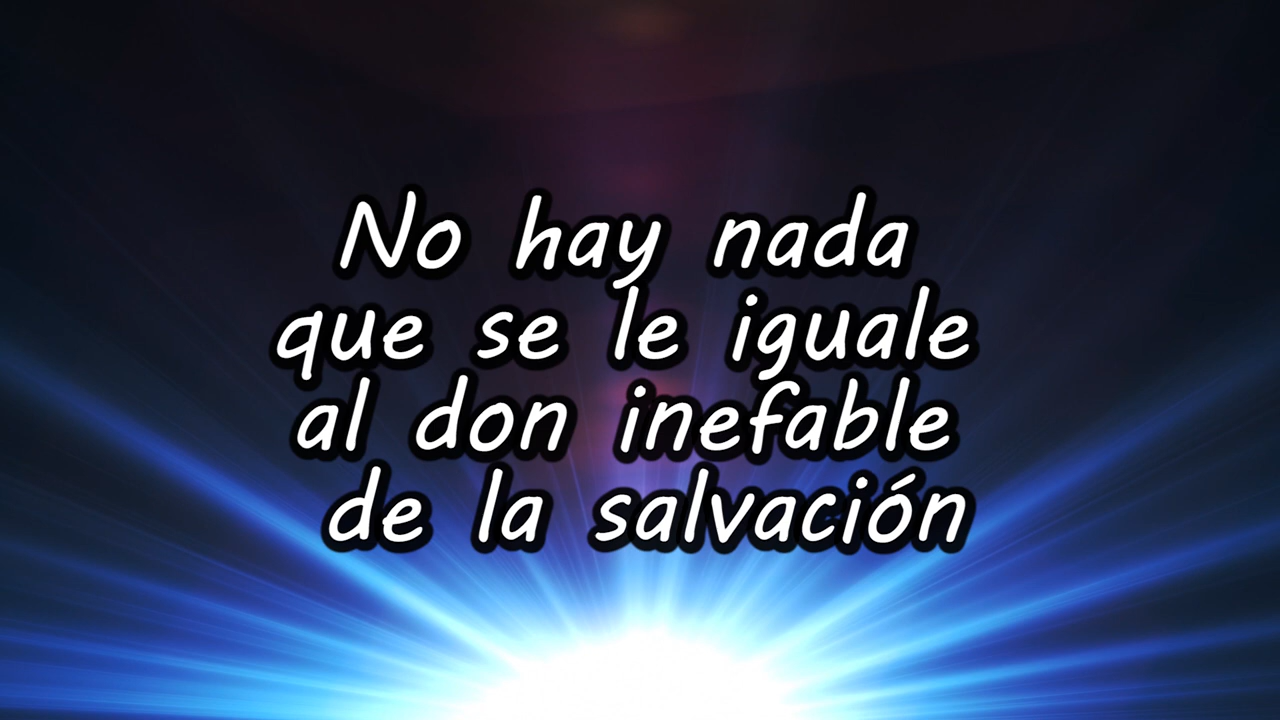 No hay nada
que se le iguale
al don inefable
de la salvación